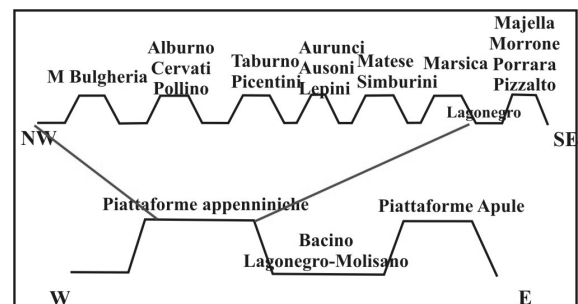 M Bulgheria
Alburno
Cervati
Pollino
Taburno
Picentini
Aurunci
Ausoni
Lepini
Matese
Simburini
Marsica
Majella
Morrone
Porrara
Pizzalto
Lagonegro
NW
SE
Piattaforme appenniniche
Piattaforme Apule
Bacino
Lagonegro-Molisano
W
E